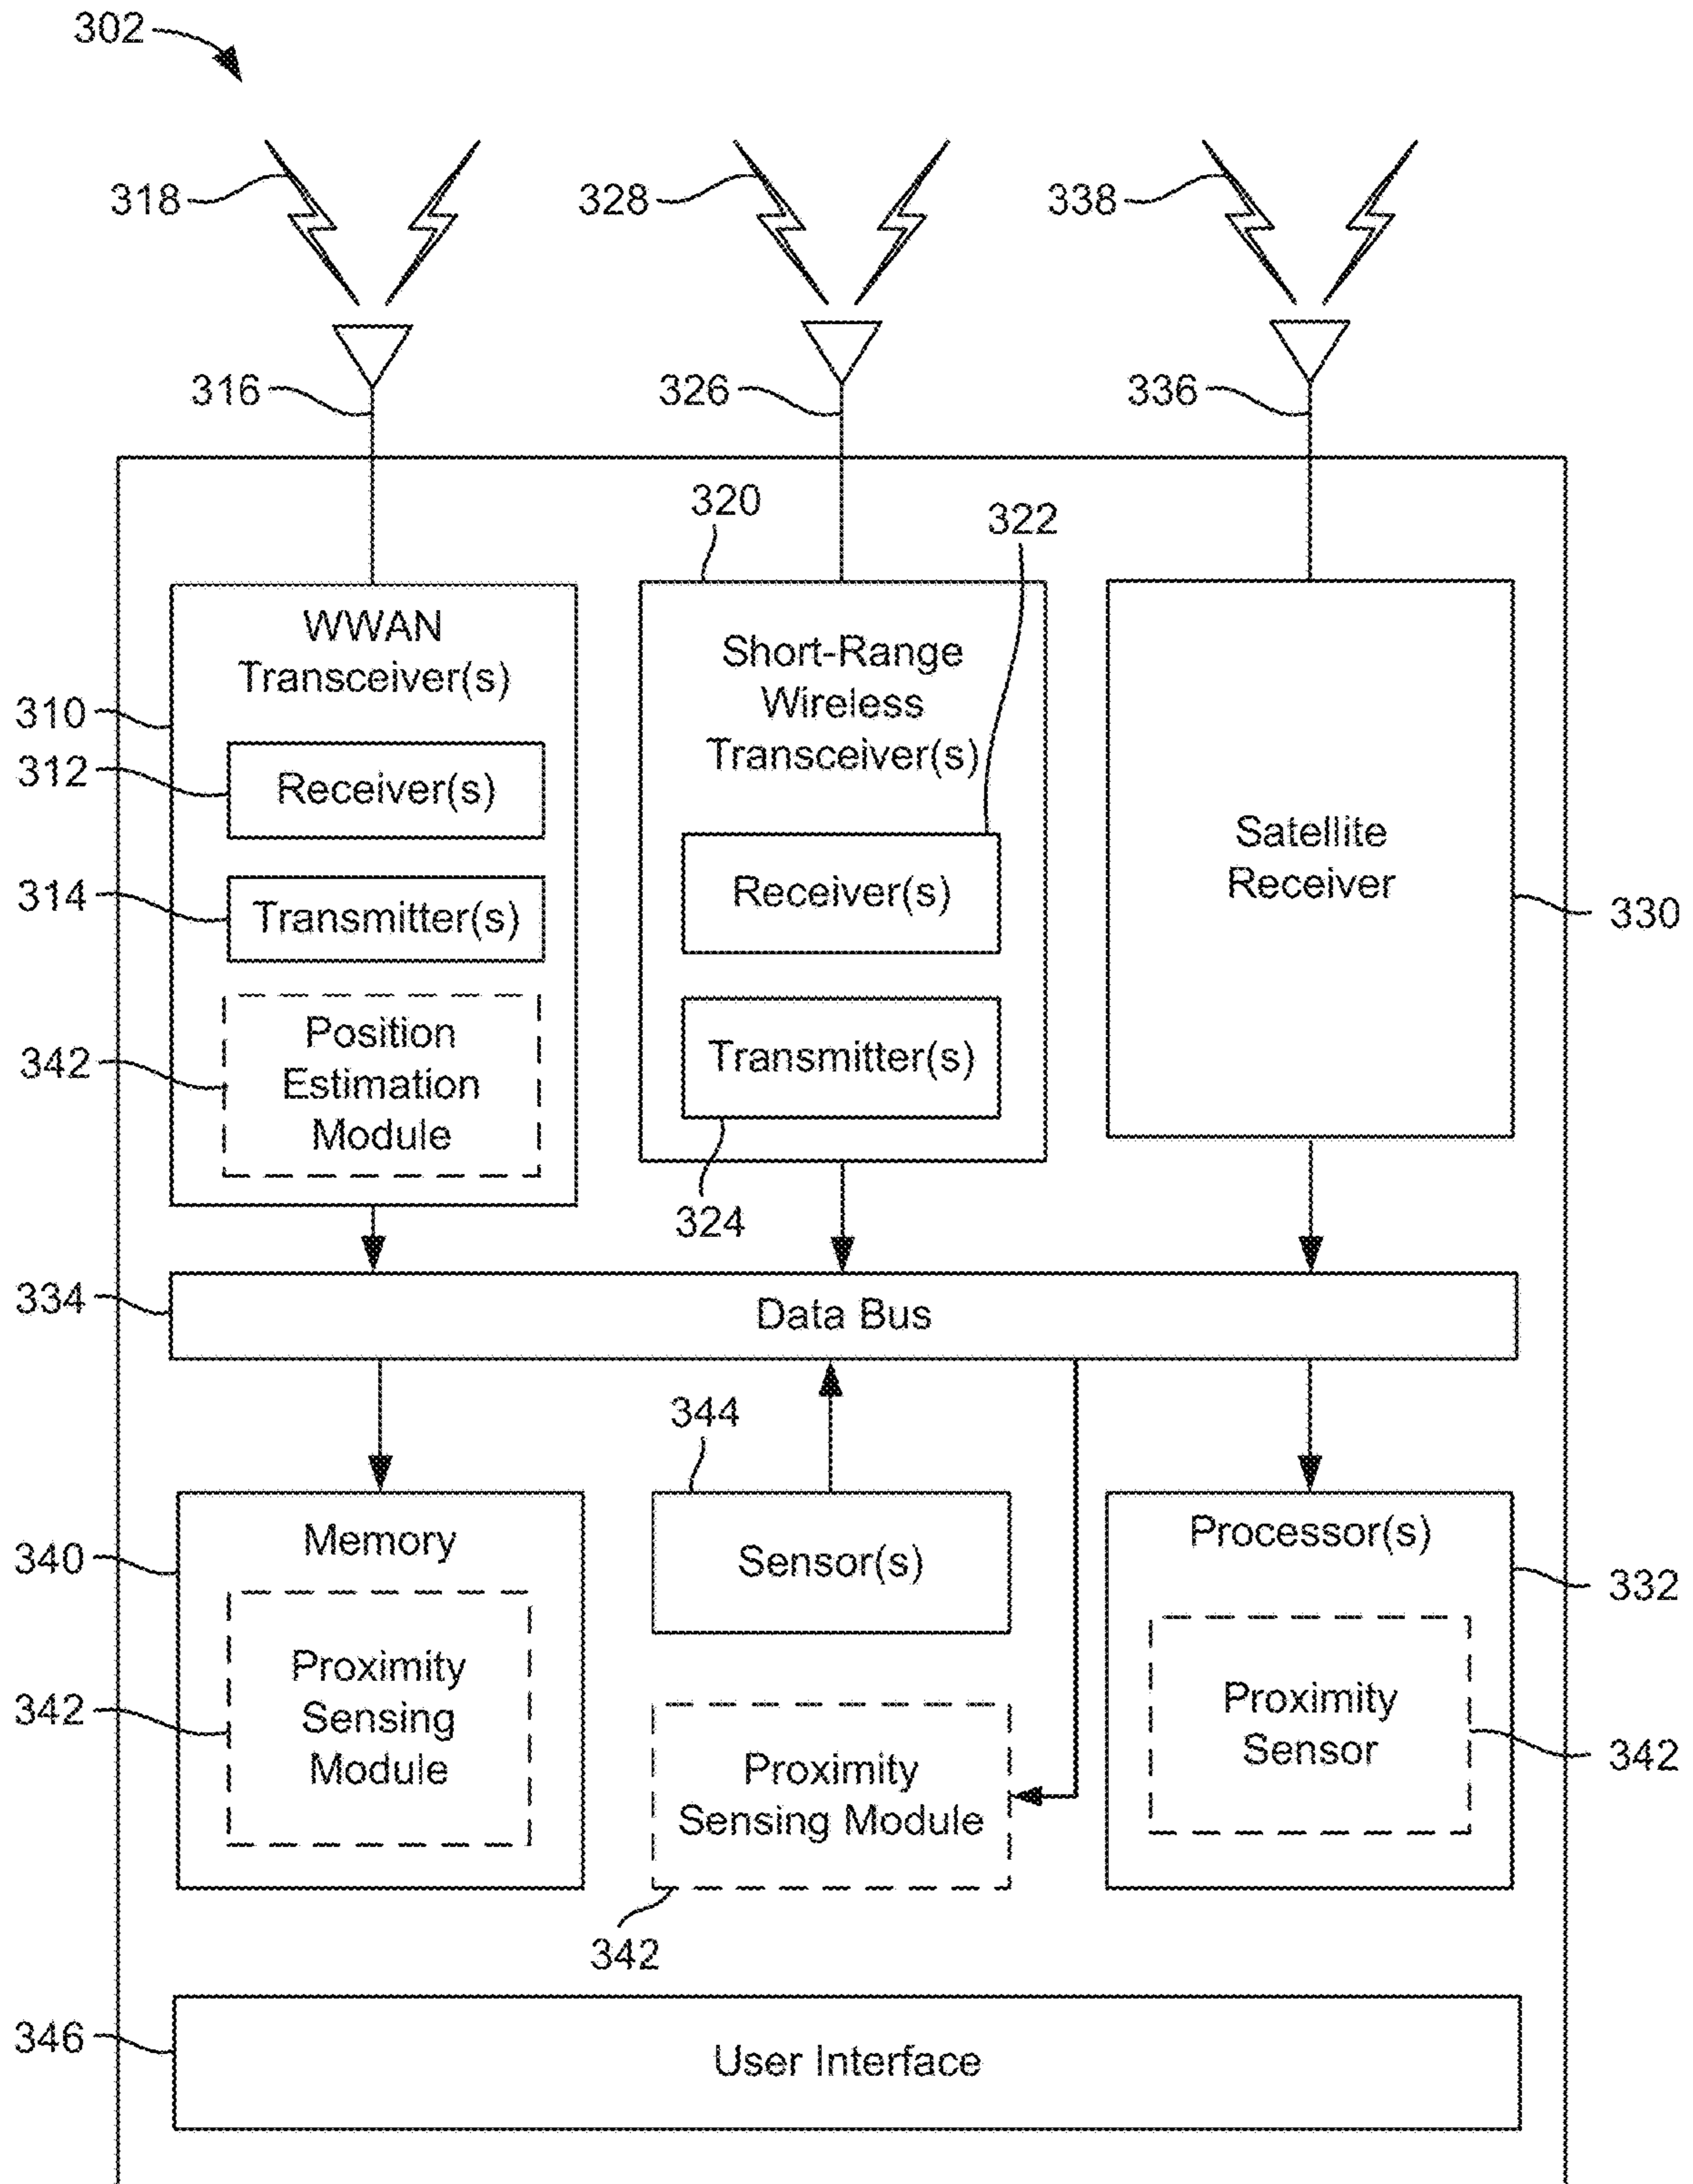 302
318
328
338
316
326
336
320
322
WWAN
Transceiver(s)
Short-Range
Wireless
Transceiver(s)
310
312
Receiver(s)
Satellite
Receiver
Receiver(s)
314
Transmitter(s)
330
Position
Estimation
Module
342
Transmitter(s)
324
334
Data Bus
344
Memory
340
Sensor(s)
Processor(s)
332
Proximity
Sensing
Module
342
Proximity
Sensing Module
342
Proximity
Sensor
342
346
User Interface